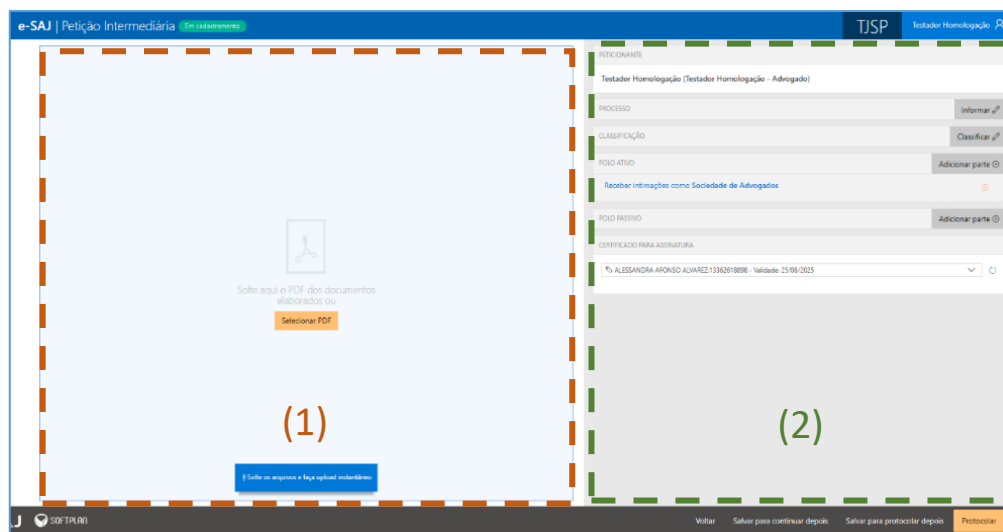 e-SAJ | Petição Intermediária Em cadastramento
TJSP
Testador Homologação
PETICIONANTE
Testador Homologação (Testador Homologação - Advogado)
PROCESSO
Informar
CLASSIFICAÇÃO
Classificar
POLO ATIVO
Adicionar parte
Receber intimações como Sociedade de Advogados
POLO PASSIVO
Adicionar parte
CERTIFICADO PARA ASSINATURA
ALESSANDRA AFONSO ALVAREZ:13362618898 - Validade: 25/08/2025
Solte aqui o PDF dos documentos
elaborados ou
Selecionar PDF
(1)
(2)
Solte os arquivos e faça upload instantâneo
J SOFTPLAN
Voltar
Salvar para continuar depois
Salvar para protocolar depois
Protocolar